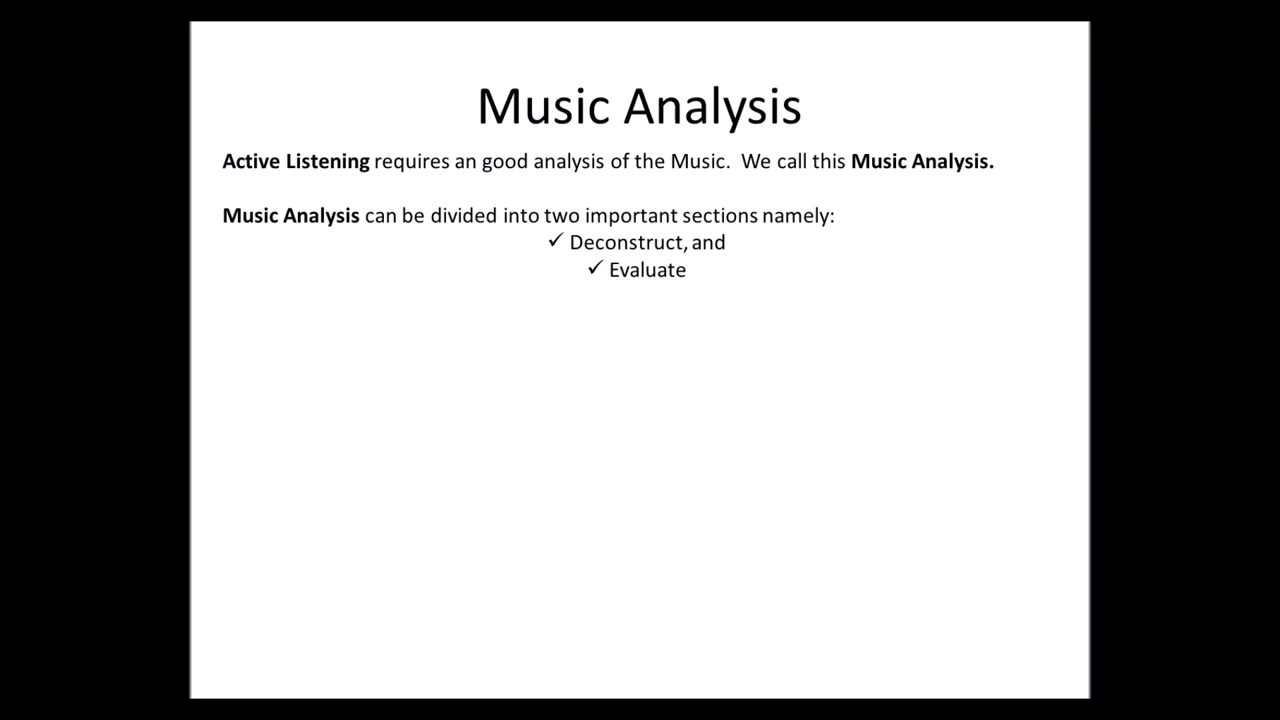 Music Analysis
Active Listening requires an good analysis of the Music.  We call this Music Analysis.
Music Analysis can be divided into two important sections namely:
✓ Deconstruct, and
✓ Evaluate